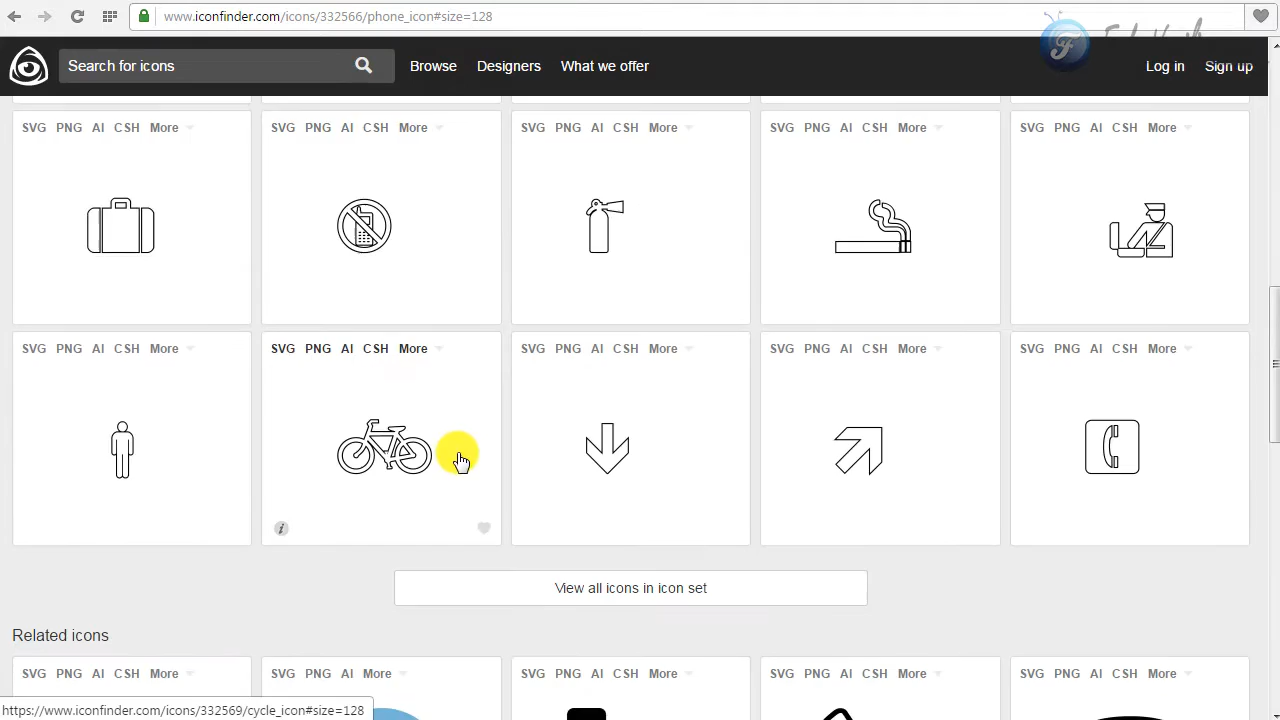 www.iconfinder.com/icons/332566/phone_icon#size=128
Search for icons
Browse Designers What we offer
Log in Sign up
SVG PNG AI CSH More
SVG PNG AI CSH More
SVG PNG AI CSH More
SVG PNG AI CSH More
SVG PNG AI CSH More
SVG PNG AI CSH More
SVG PNG AI CSH More
SVG PNG AI CSH More
SVG PNG AI CSH More
SVG PNG AI CSH More
i
View all icons in icon set
Related icons
SVG PNG AI CSH More
SVG PNG AI More
SVG PNG AI CSH More
SVG PNG AI CSH More
SVG PNG AI CSH More
https://www.iconfinder.com/icons/332569/cycle_icon#size=128